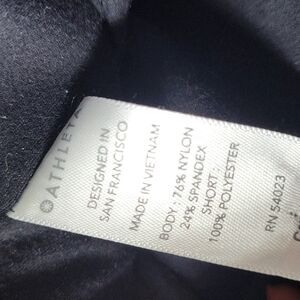 ATHLETA
DESIGNED IN
SAN FRANCISCO
MADE IN VIETNAM
BODY: 76% NYLON
24% SPANDEX
SHORT:
100% POLYESTER
RN 54023